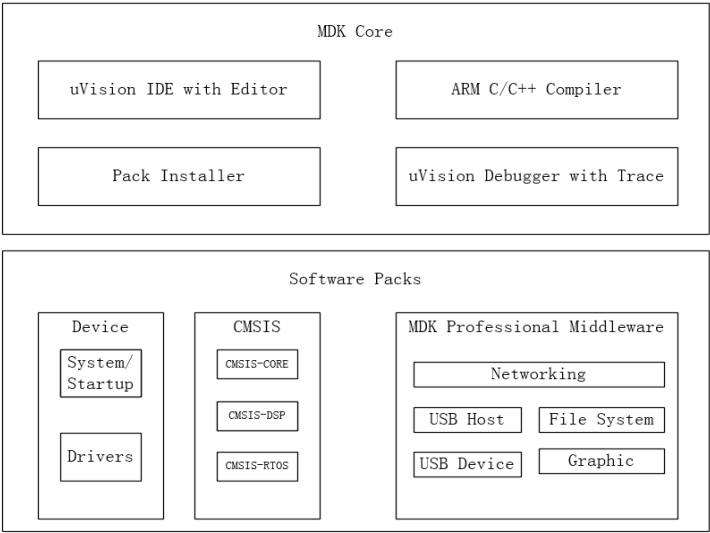 MDK Core
uVision IDE with Editor
ARM C/C++ Compiler
Pack Installer
uVision Debugger with Trace
Software Packs
Device
System/
Startup
Drivers
CMSIS
CMSIS-CORE
CMSIS-DSP
CMSIS-RTOS
MDK Professional Middleware
Networking
USB Host
File System
USB Device
Graphic